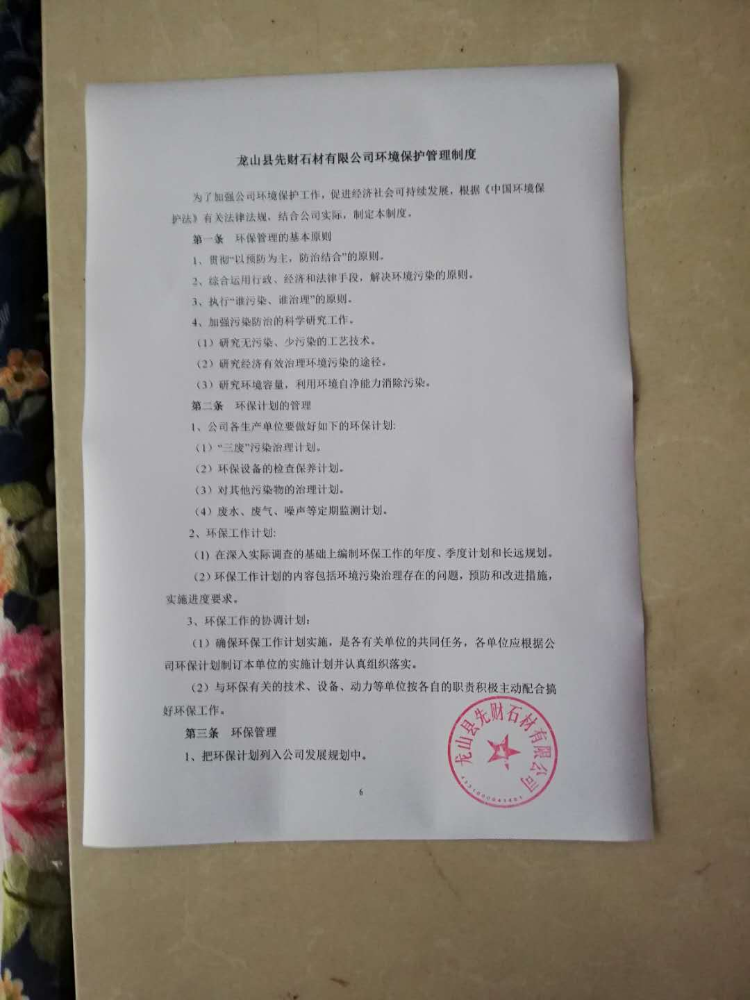 龙山县先财石材有限公司环境保护管理制度
为了加强公司环境保护工作，促进经济社会可持续发展，根据《中国环境保
护法》有关法律法规、结合公司实际，制定本制度。
第一条 环保管理的基本原则
1、贯彻“以预防为主，防治结合”的原则。
2、综合运用行政、经济和法律手段，解决环境污染的原则。
3、执行“谁污染、谁治理”的原则。
4、加强污染防治的科学研究工作。
（1）研究无污染、少污染的工艺技术。
（2）研究经济有效治理环境污染的途径。
（3）研究环境容量，利用环境自净能力消除污染。
第二条 环保计划的管理
1、公司各生产单位要做好如下的环保计划:
（1）“三废”污染治理计划。
（2）环保设备的检查保养计划。
（3）对其他污染物的治理计划。
（4）废水、废气、噪声等定期监测计划。
2、环保工作计划:
（1）在深入实际调查的基础上编制环保工作的年度、季度计划和长远规划。
（2）环保工作计划的内容包括环境污染治理存在的问题，预防和改进措施，
实施进度要求。
3、环保工作的协调计划：
（1）确保环保工作计划实施，是各有关单位的共同任务，各单位应根据公
司环保计划制订本单位的实施计划并认真组织落实。
（2）与环保有关的技术、设备、动力等单位按各自的职责积极主动配合搞
好环保工作。
第三条 环保管理
1、把环保计划列入公司发展规划中。
龙山县先财石材有限公司
6